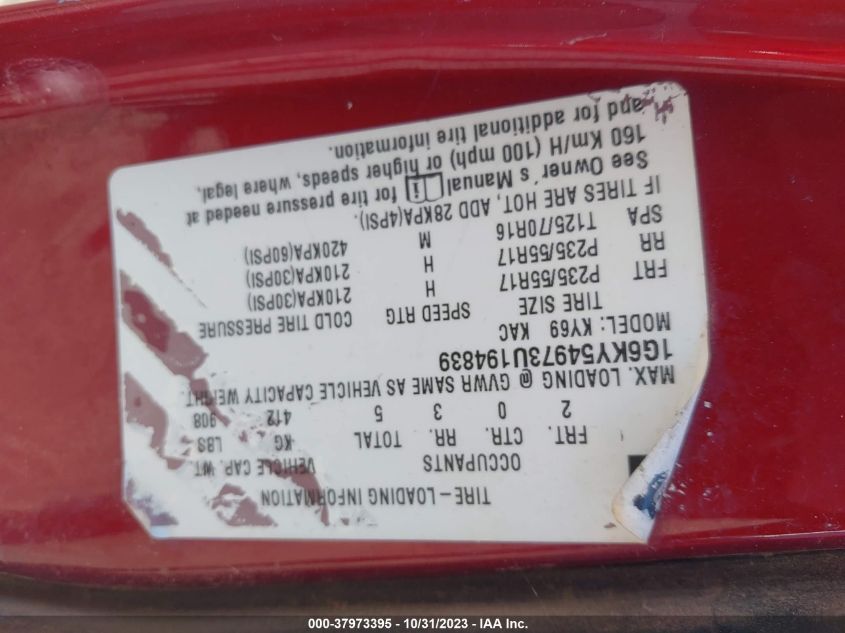 TIRE-LOADING INFORMATION
OCCUPANTS VEHICLE CAP. WT.
FRT. CTR. RR. TOTAL KG LBS
2 0 3 5 412 908
MAX. LOADING @ GVWR SAME AS VEHICLE CAPACITY WEIGHT.
1G6KY54973U194839
MODEL: KY69 KAC
TIRE SIZE SPEED RTG COLD TIRE PRESSURE
FRT P235/55R17 H 210KPA(30PSI)
RR P235/55R17 H 210KPA(30PSI)
SPA T125/70R16 M 420KPA(60PSI)
IF TIRES ARE HOT, ADD 28KPA(4PSI).
See Owner's Manual for tire pressure needed at
160 Km/H (100 mph) or higher speeds, where legal,
and for additional tire information.
000-37973395 - 10/31/2023 - IAA Inc.